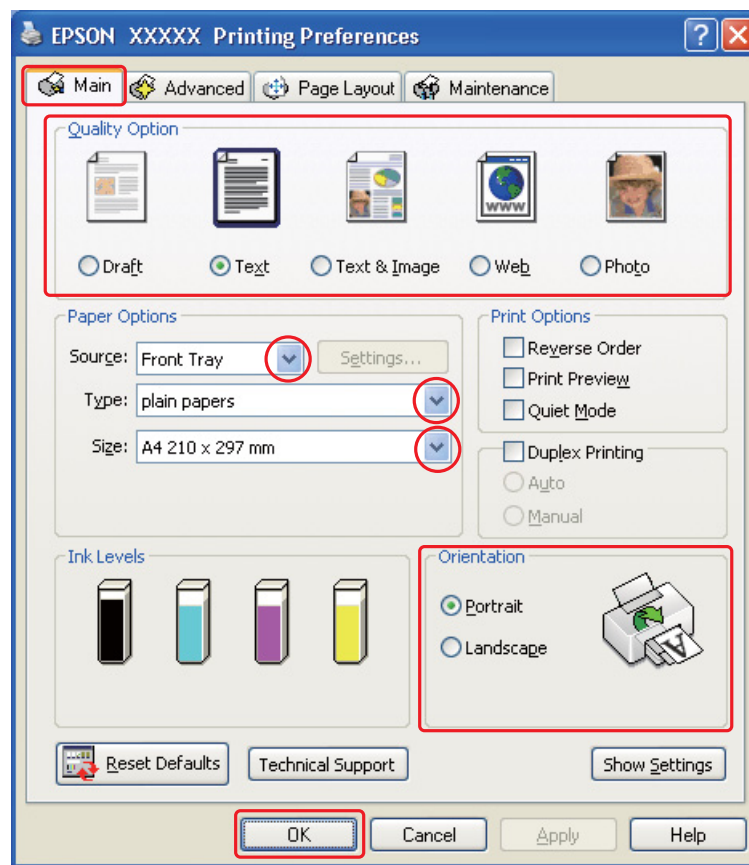 EPSON XXXXX Printing Preferences
Main Advanced Page Layout Maintenance
Quality Option
WWW
Draft Text Text & Image Web Photo
Paper Options
Source: Front Tray Settings...
Type: plain papers
Size: A4 210 x 297 mm
Print Options
Reverse Order
Print Preview
Quiet Mode
Duplex Printing
Auto
Manual
Ink Levels
Orientation
Portrait
Landscape
A
Reset Defaults Technical Support Show Settings
OK Cancel Apply Help